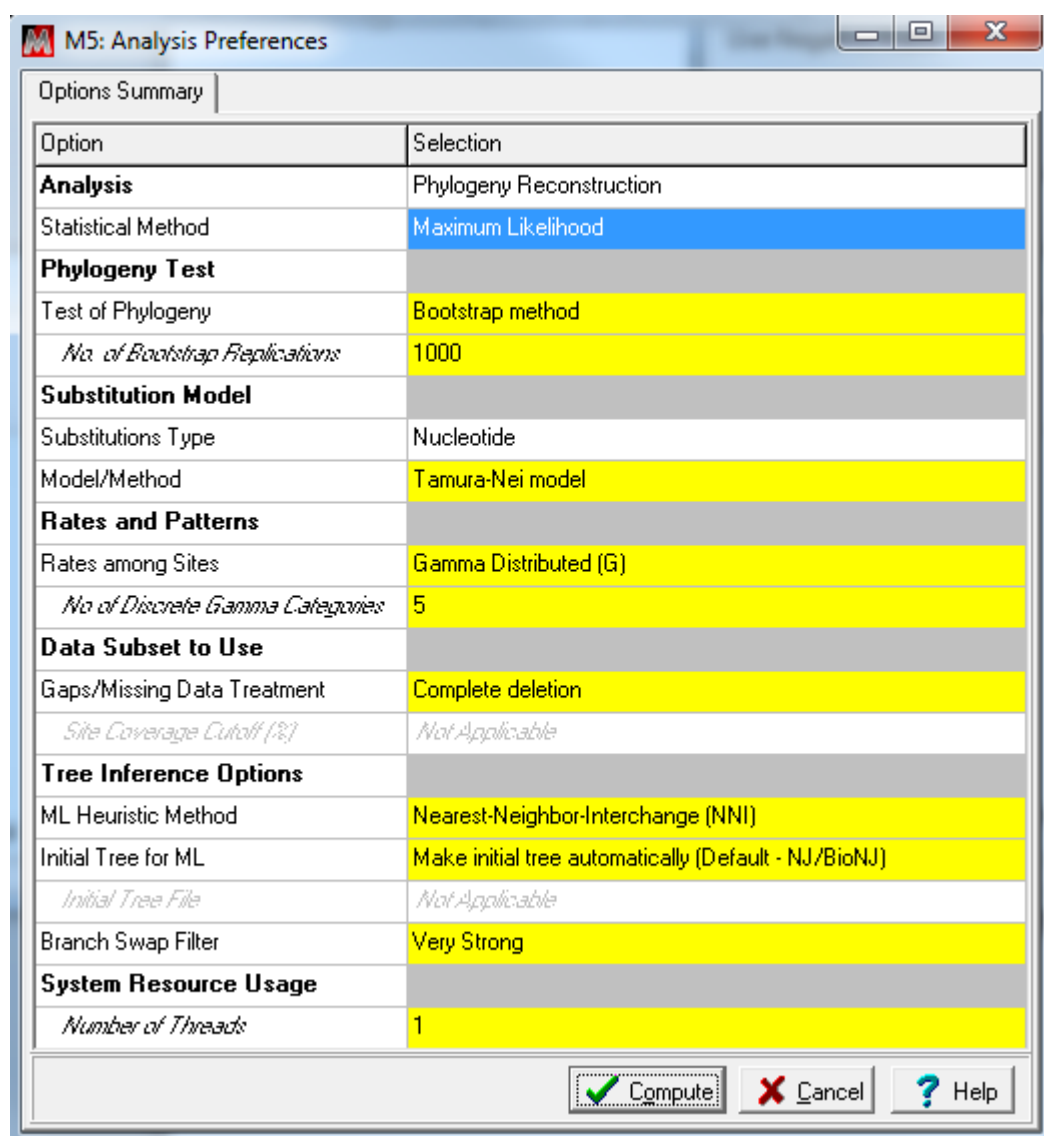 M5: Analysis Preferences
Options Summary
Option Selection
Analysis Phylogeny Reconstruction
Statistical Method Maximum Likelihood
Phylogeny Test
Test of Phylogeny Bootstrap method
No. of Bootstrap Replications 1000
Substitution Model
Substitutions Type Nucleotide
Model/Method Tamura-Nei model
Rates and Patterns
Rates among Sites Gamma Distributed (G)
No of Discrete Gamma Categories 5
Data Subset to Use
Gaps/Missing Data Treatment Complete deletion
Site Coverage Cutoff (%) Not Applicable
Tree Inference Options
ML Heuristic Method Nearest-Neighbor-Interchange (NNI)
Initial Tree for ML Make initial tree automatically (Default - NJ/BioNJ)
Initial Tree File Not Applicable
Branch Swap Filter Very Strong
System Resource Usage
Number of Threads 1
Compute Cancel ? Help